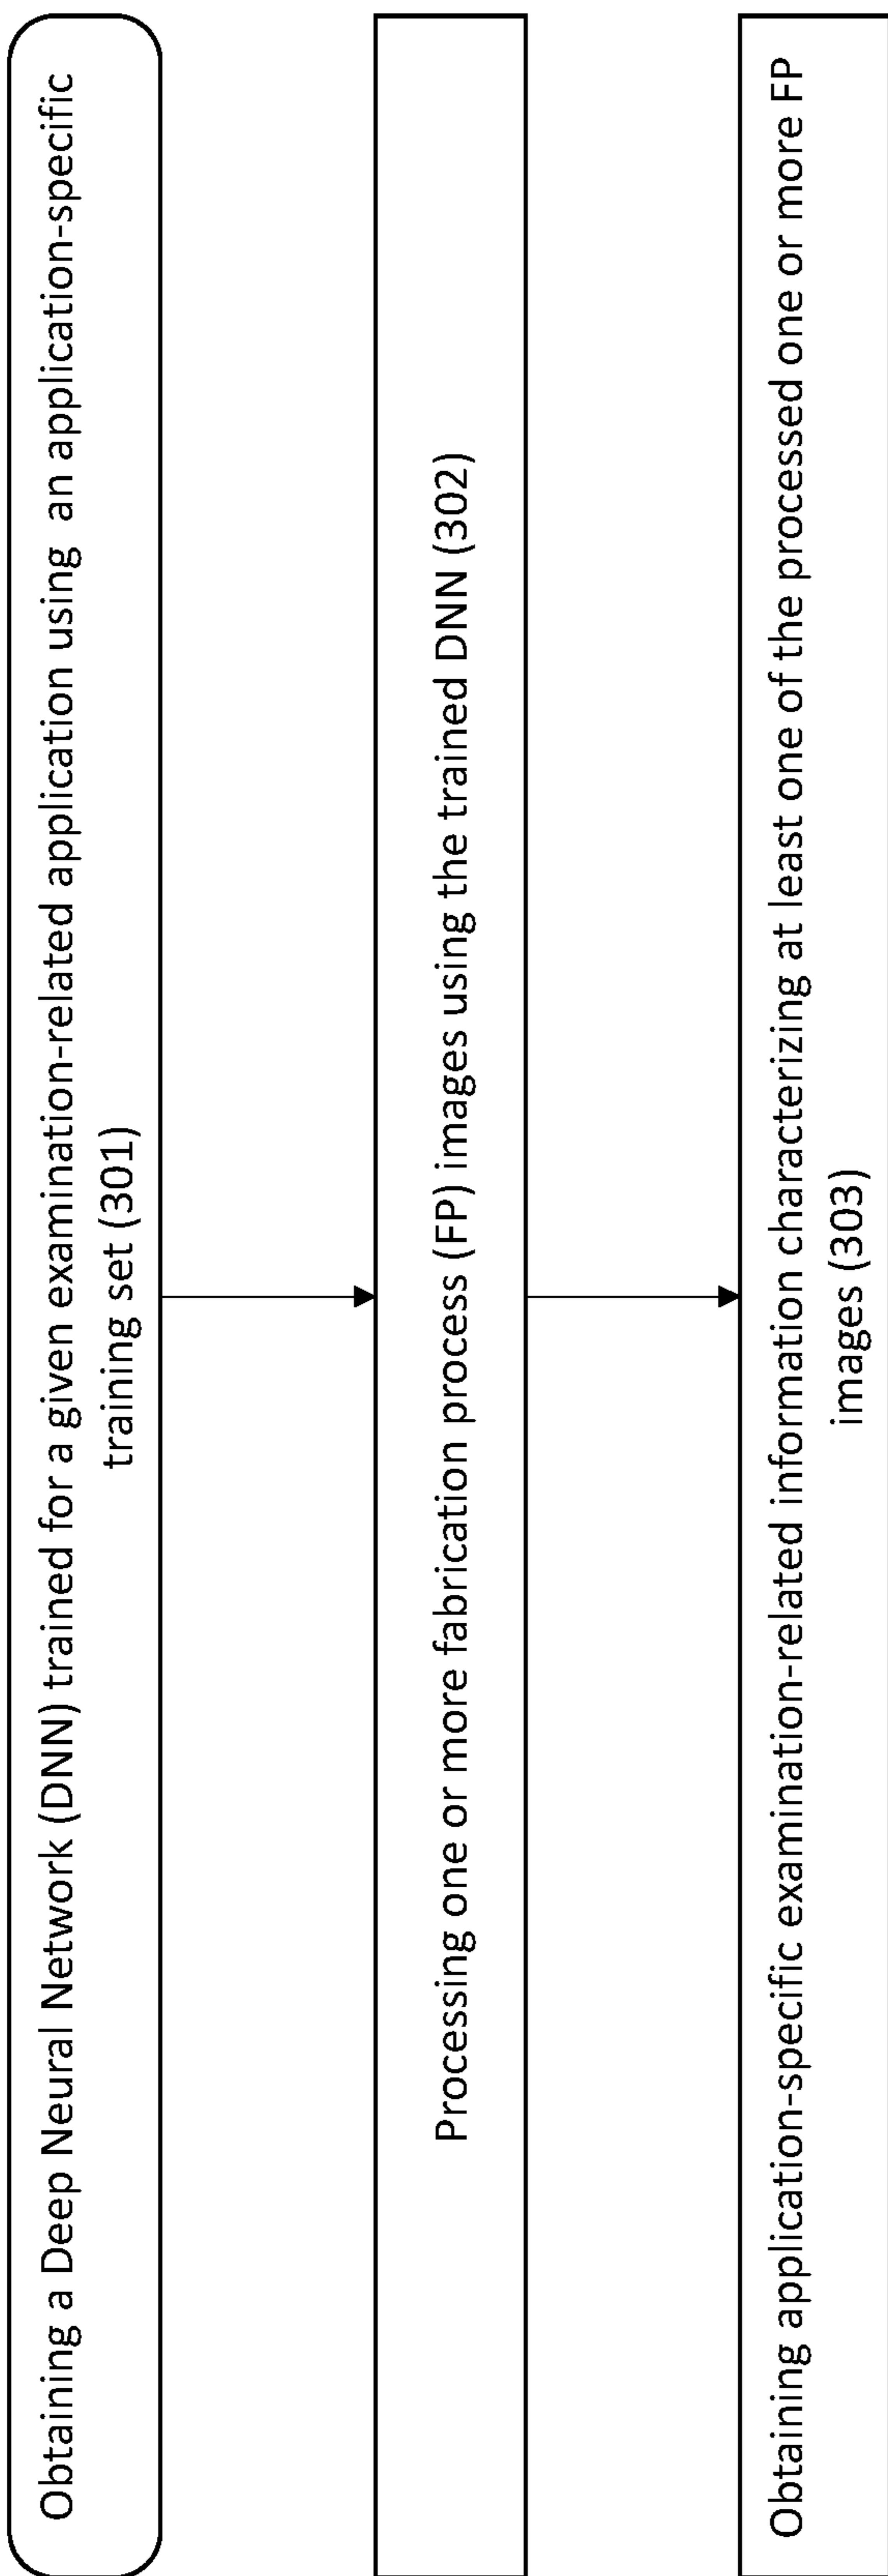 Obtaining a Deep Neural Network (DNN) trained for a given examination-related application using an application-specific
training set (301)
Processing one or more fabrication process (FP) images using the trained DNN (302)
Obtaining application-specific examination-related information characterizing at least one of the processed one or more FP
images (303)